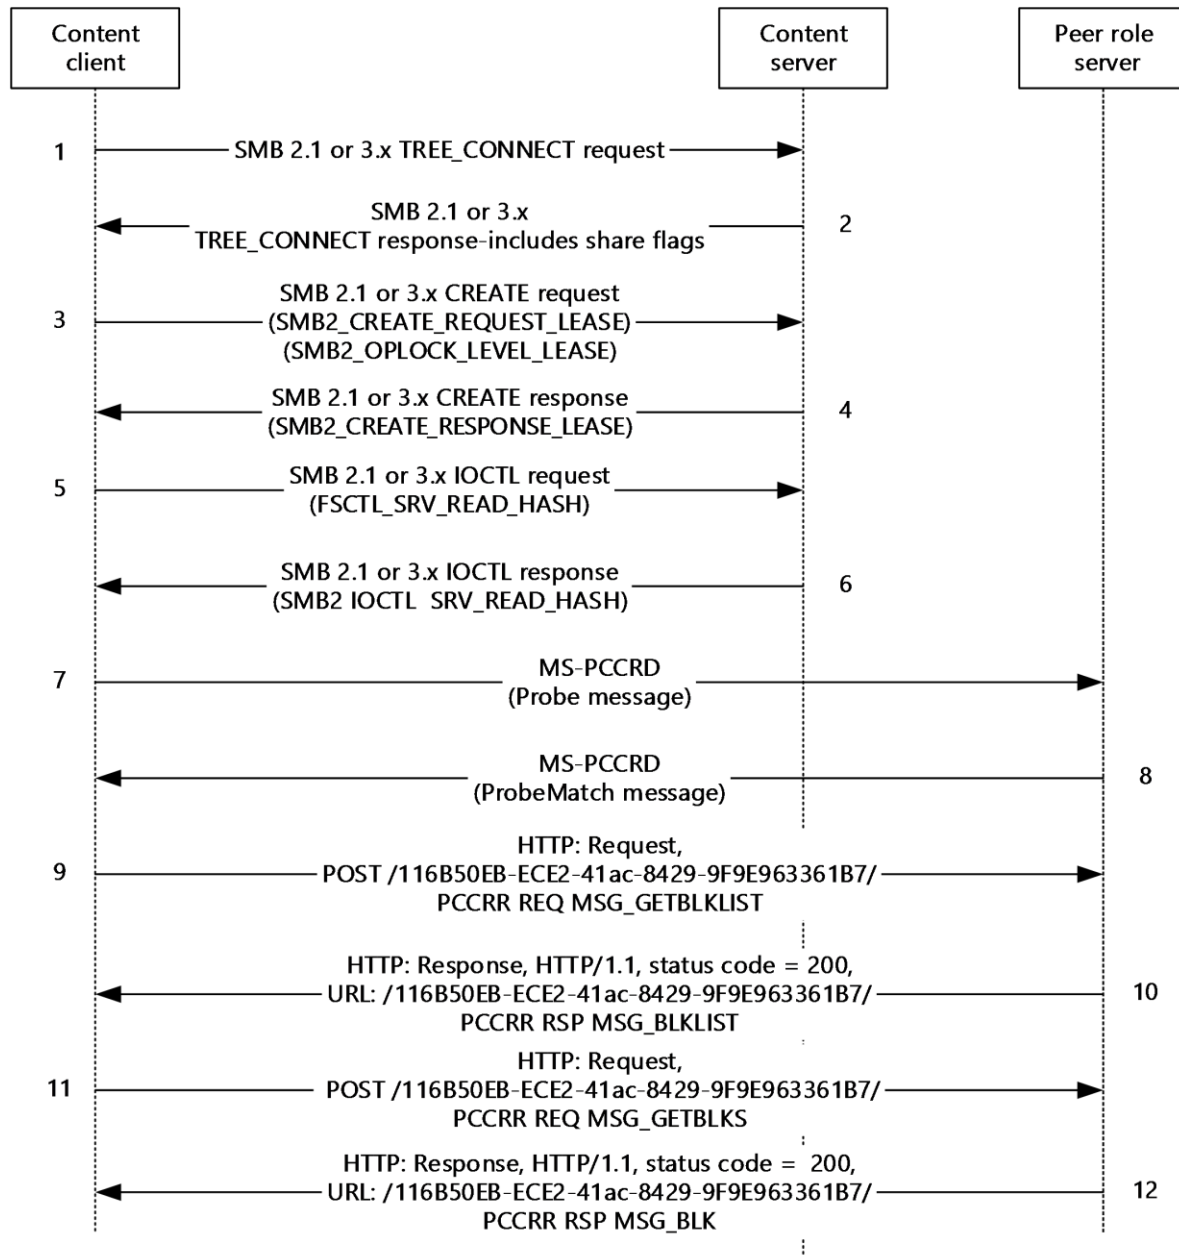 Content
client
Content
server
Peer role
server
1
SMB 2.1 or 3.x TREE_CONNECT request
SMB 2.1 or 3.x
TREE_CONNECT response-includes share flags
2
3
SMB 2.1 or 3.x CREATE request
(SMB2_CREATE_REQUEST_LEASE)
(SMB2_OPLOCK_LEVEL_LEASE)
SMB 2.1 or 3.x CREATE response
(SMB2_CREATE_RESPONSE_LEASE)
4
5
SMB 2.1 or 3.x IOCTL request
(FSCTL_SRV_READ_HASH)
SMB 2.1 or 3.x IOCTL response
(SMB2 IOCTL SRV_READ_HASH)
6
7
MS-PCCRD
(Probe message)
MS-PCCRD
(ProbeMatch message)
8
9
HTTP: Request,
POST /116B50EB-ECE2-41ac-8429-9F9E963361B7/
PCCRR REQ MSG_GETBLKLIST
HTTP: Response, HTTP/1.1, status code = 200,
URL: /116B50EB-ECE2-41ac-8429-9F9E963361B7/
PCCRR RSP MSG_BLKLIST
10
11
HTTP: Request,
POST /116B50EB-ECE2-41ac-8429-9F9E963361B7/
PCCRR REQ MSG_GETBLKS
HTTP: Response, HTTP/1.1, status code = 200,
URL: /116B50EB-ECE2-41ac-8429-9F9E963361B7/
PCCRR RSP MSG_BLK
12